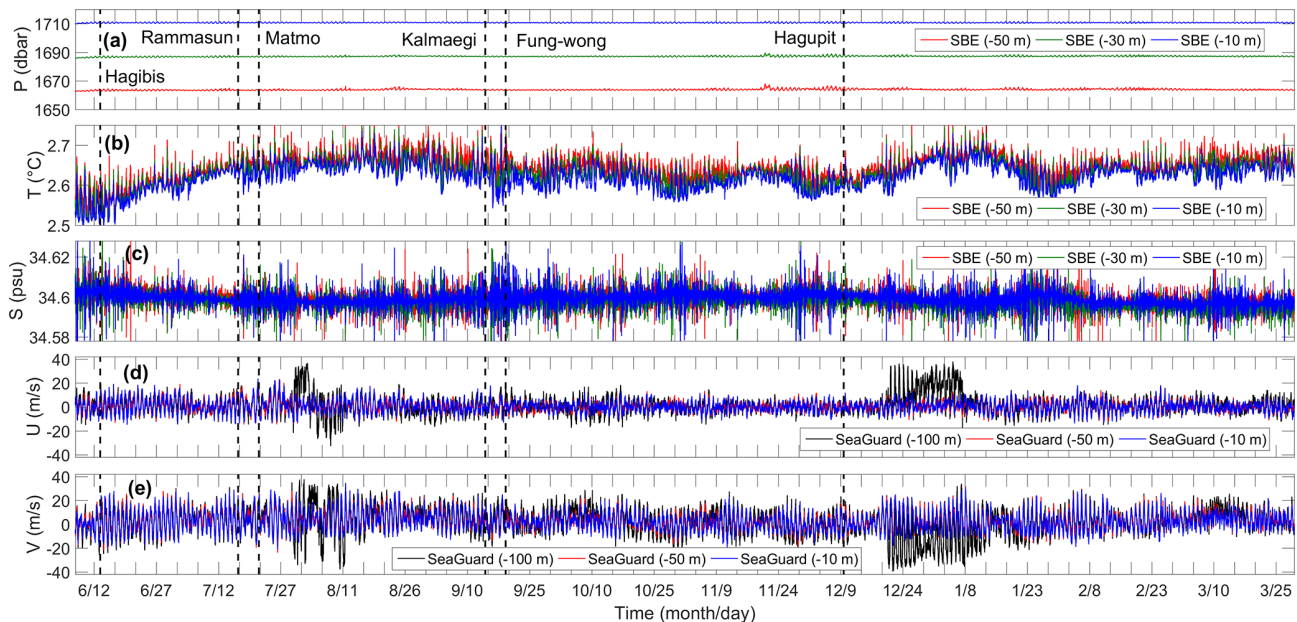 1710
1690
1670
1650
P (dbar)
(a)
Rammasun
Matmo
Kalmaegi
Fung-wong
Hagupit
Hagibis
SBE (-50 m) SBE (-30 m) SBE (-10 m)
2.7
2.6
2.5
T (°C)
(b)
SBE (-50 m) SBE (-30 m) SBE (-10 m)
34.62
34.6
34.58
S (psu)
(c)
SBE (-50 m) SBE (-30 m) SBE (-10 m)
40
20
0
-20
-40
U (m/s)
(d)
SeaGuard (-100 m) SeaGuard (-50 m) SeaGuard (-10 m)
40
20
0
-20
-40
V (m/s)
(e)
SeaGuard (-100 m) SeaGuard (-50 m) SeaGuard (-10 m)
6/12 6/27 7/12 7/27 8/11 8/26 9/10 9/25 10/10 10/25 11/9 11/24 12/9 12/24 1/8 1/23 2/8 2/23 3/10 3/25
Time (month/day)